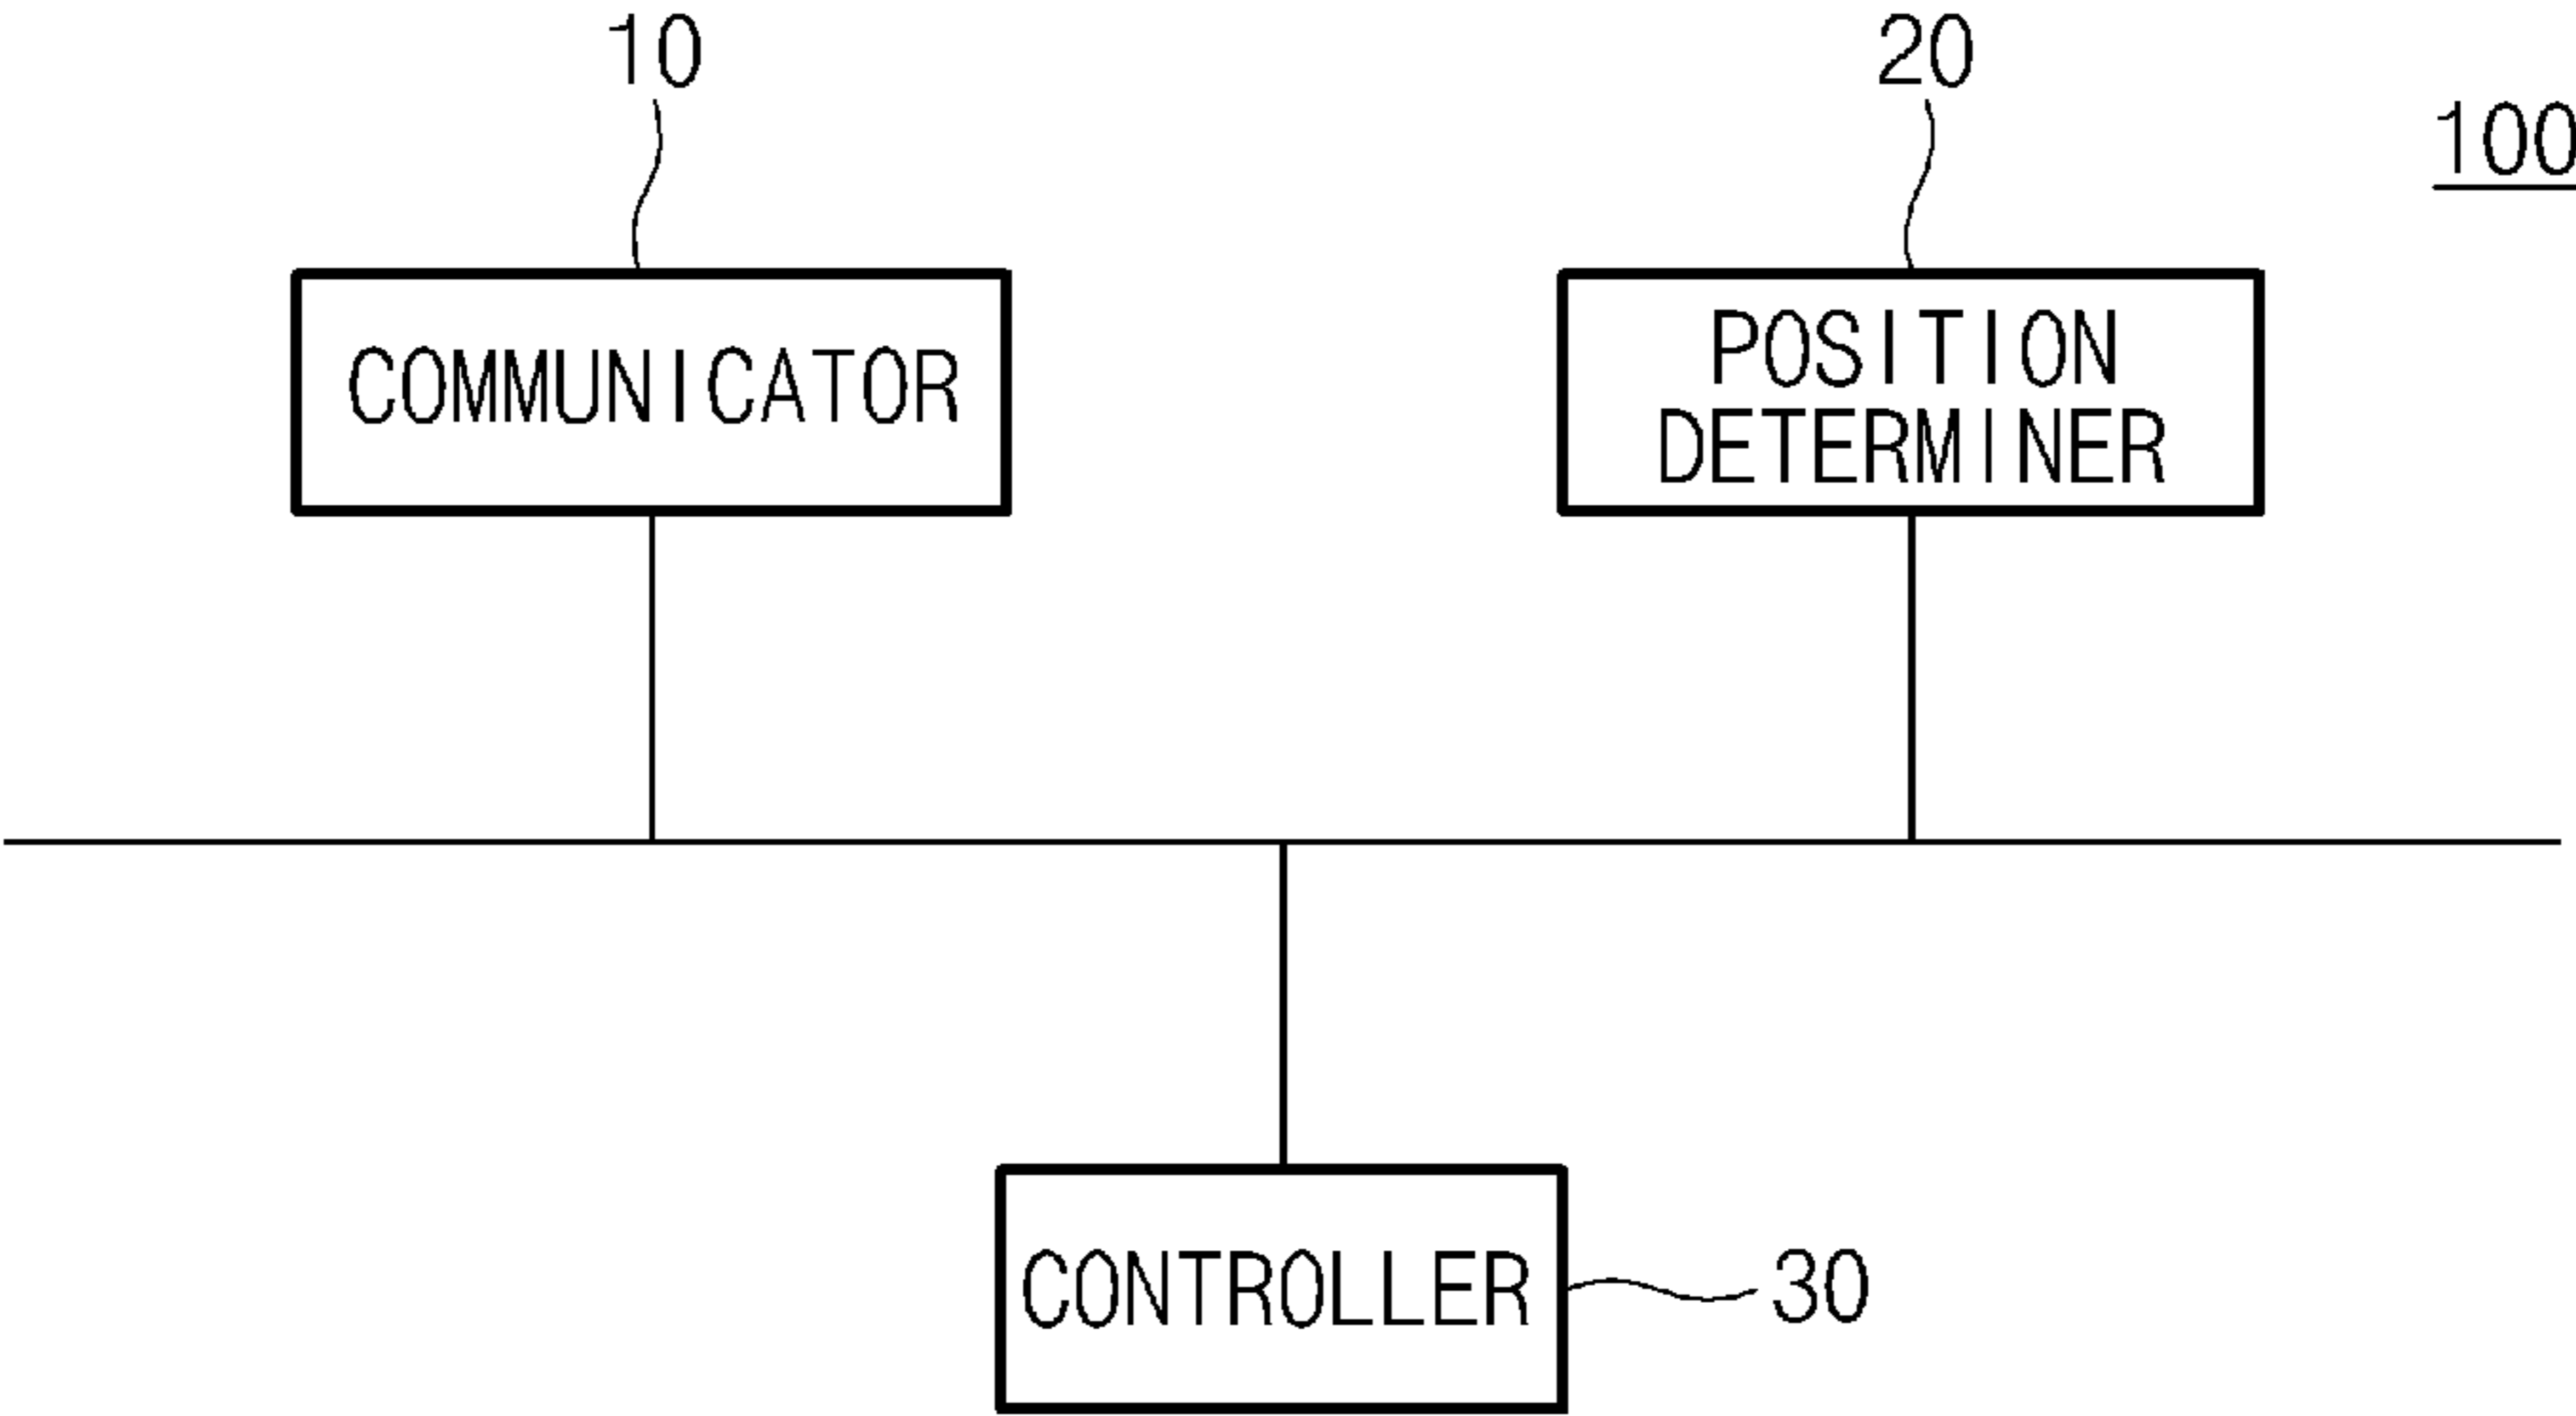 10
20
100
COMMUNICATOR
POSITION
DETERMINER
CONTROLLER
30